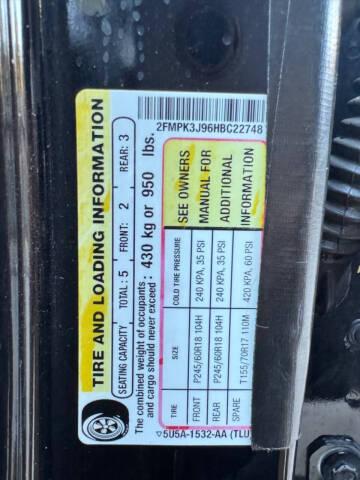 TIRE AND LOADING INFORMATION
SEATING CAPACITY TOTAL: 5 FRONT: 2 REAR: 3
The combined weight of occupants
and cargo should never exceed : 430 kg or 950 lbs.
TIRE SIZE COLD TIRE PRESSURE
FRONT P245/60R18 104H 240 KPA, 35 PSI
REAR P245/60R18 104H 240 KPA, 35 PSI
SPARE T155/70R17 110M 420 KPA, 60 PSI
SEE OWNERS
MANUAL FOR
ADDITIONAL
INFORMATION
5U5A-1532-AA (TLU)
2FMPK3J96HBC22748